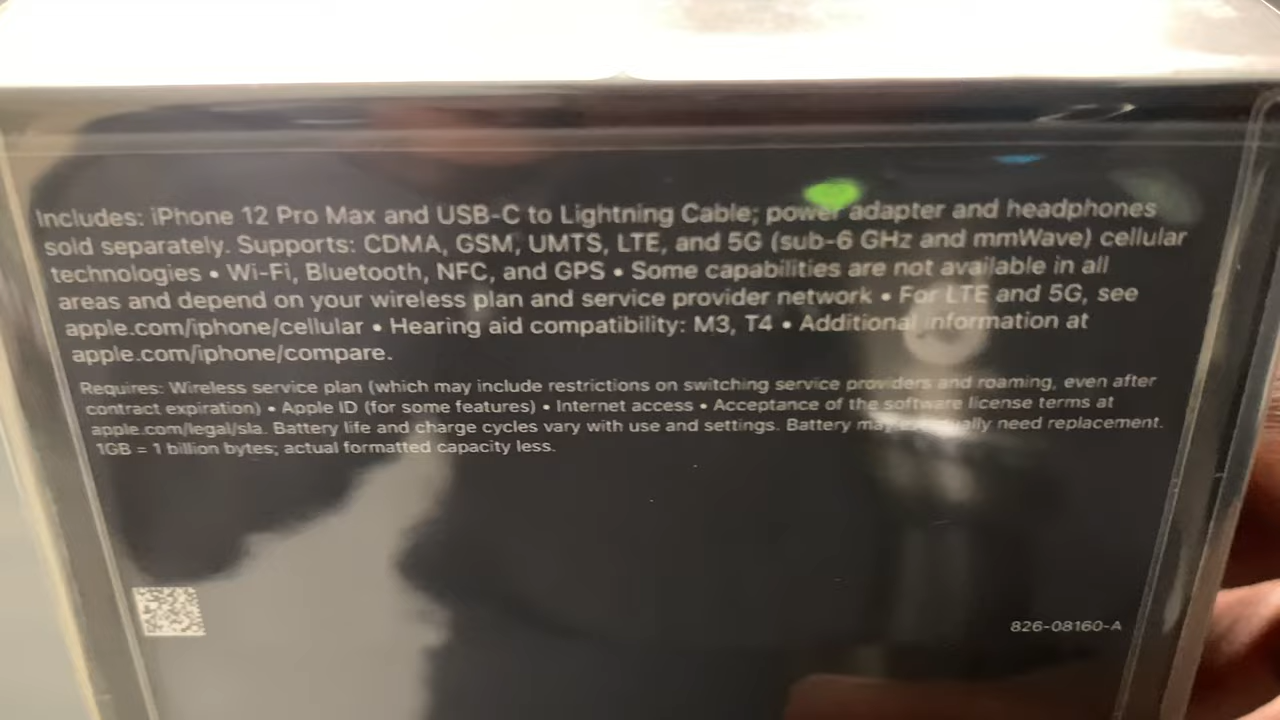 Includes: iPhone 12 Pro Max and USB-C to Lightning Cable; power adapter and headphones
sold separately. Supports: CDMA, GSM, UMTS, LTE, and 5G (sub-6 GHz and mmWave) cellular
technologies • Wi-Fi, Bluetooth, NFC, and GPS • Some capabilities are not available in all
areas and depend on your wireless plan and service provider network • For LTE and 5G, see
apple.com/iphone/cellular • Hearing aid compatibility: M3, T4 • Additional information at
apple.com/iphone/compare.
Requires: Wireless service plan (which may include restrictions on switching service providers and roaming, even after
contract expiration) • Apple ID (for some features) • Internet access • Acceptance of the software license terms at
apple.com/legal/sla. Battery life and charge cycles vary with use and settings. Battery may eventually need replacement.
1GB = 1 billion bytes; actual formatted capacity less.
826-08160-A